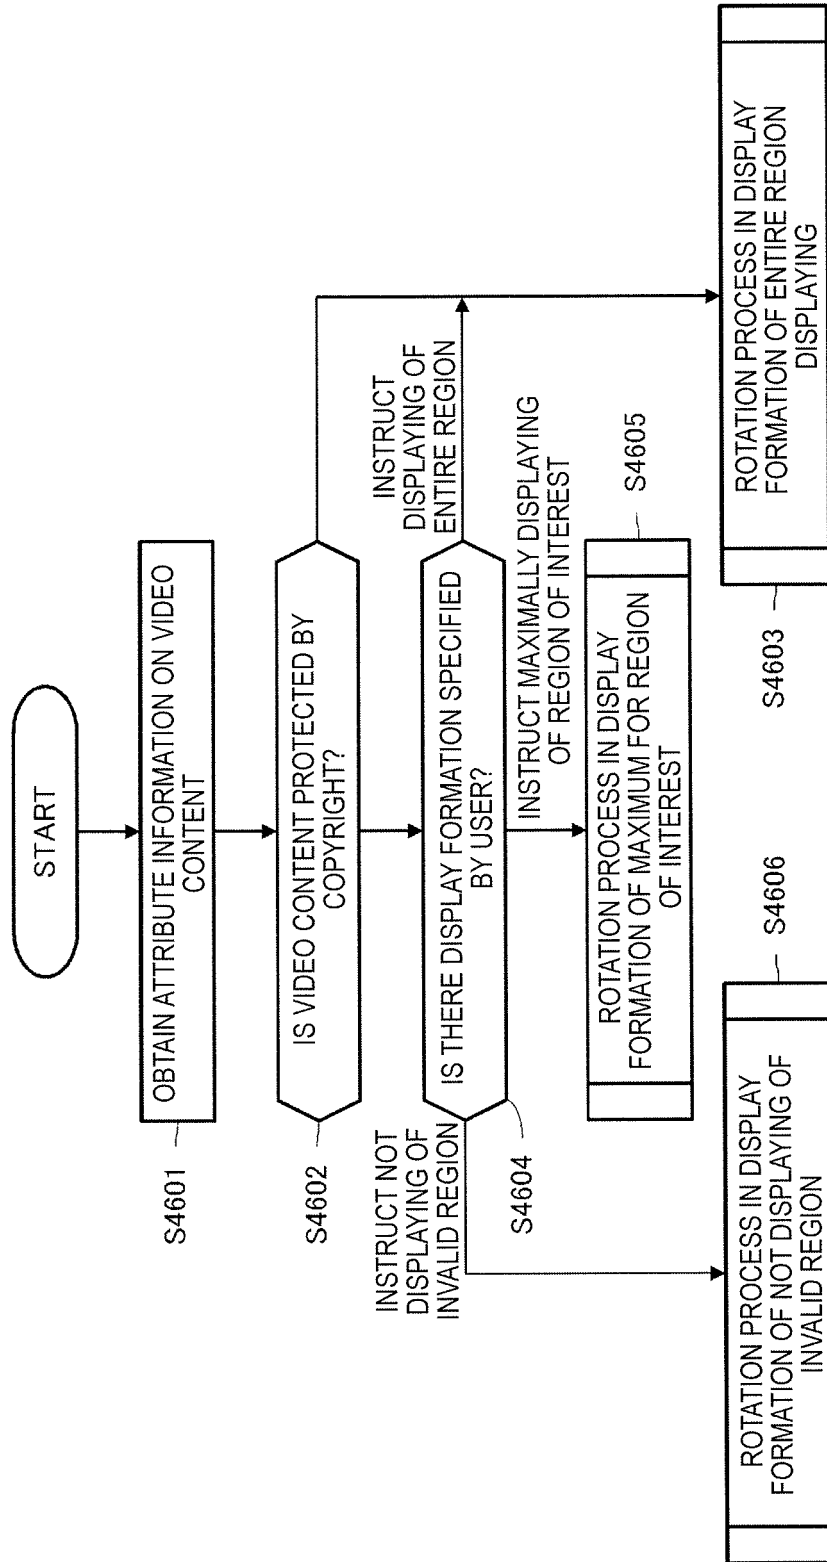 START
OBTAIN ATTRIBUTE INFORMATION ON VIDEO
CONTENT
S4601
IS VIDEO CONTENT PROTECTED BY
COPYRIGHT?
S4602
IS THERE DISPLAY FORMATION SPECIFIED
BY USER?
S4604
INSTRUCT NOT
DISPLAYING OF
INVALID REGION
INSTRUCT
DISPLAYING OF
ENTIRE REGION
INSTRUCT MAXIMALLY DISPLAYING
OF REGION OF INTEREST
ROTATION PROCESS IN DISPLAY
FORMATION OF MAXIMUM FOR REGION
OF INTEREST
S4605
S4606
ROTATION PROCESS IN DISPLAY
FORMATION OF NOT DISPLAYING OF
INVALID REGION
S4603
ROTATION PROCESS IN DISPLAY
FORMATION OF ENTIRE REGION
DISPLAYING